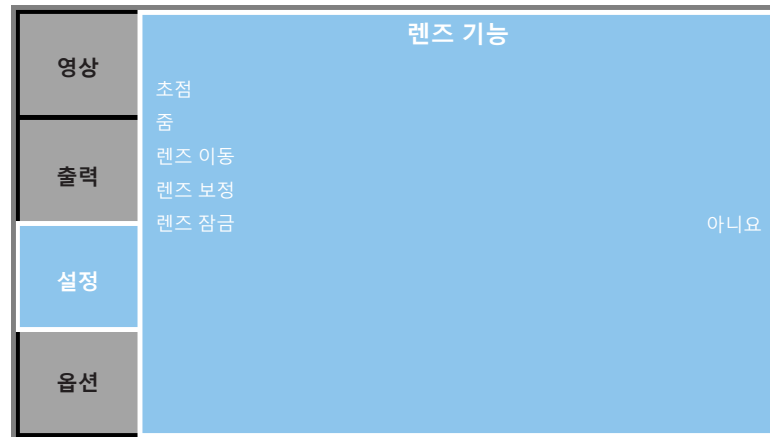 영상
출력
설정
옵션
렌즈 기능
초점
줌
렌즈 이동
렌즈 보정
렌즈 잠금 아니요